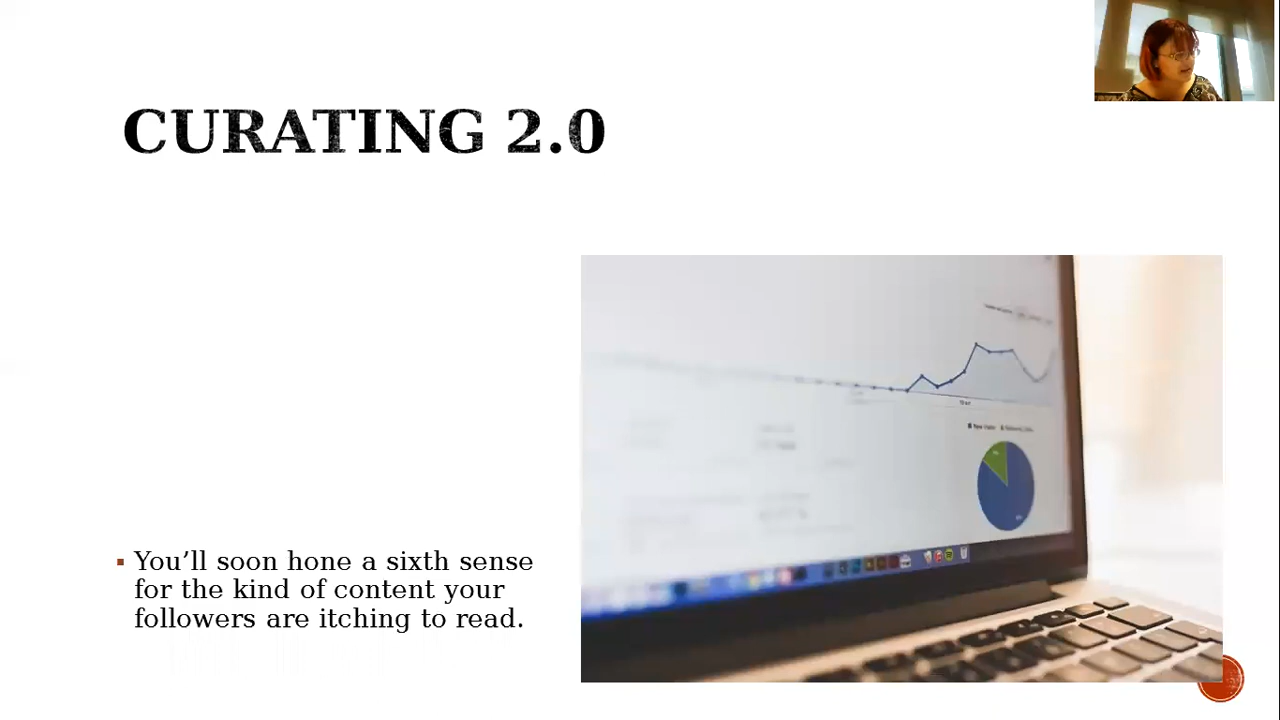 CURATING 2.0
You’ll soon hone a sixth sense
for the kind of content your
followers are itching to read.